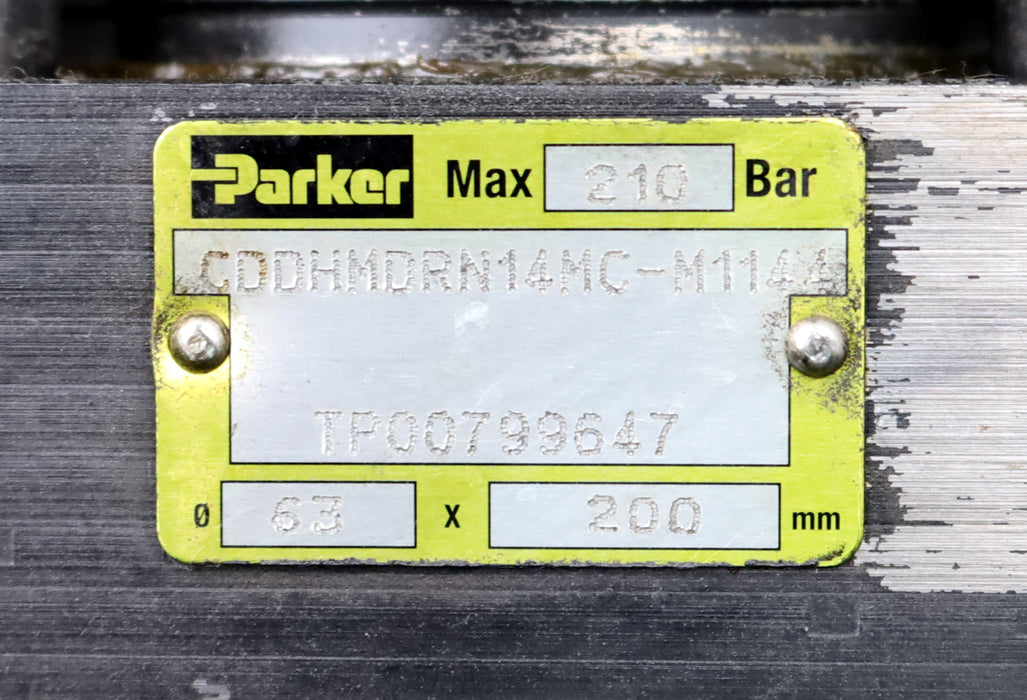 Parker Max 210 Bar
CDDHMDRN14MC-M1144
TP00799647
Ø 63 x 200 mm